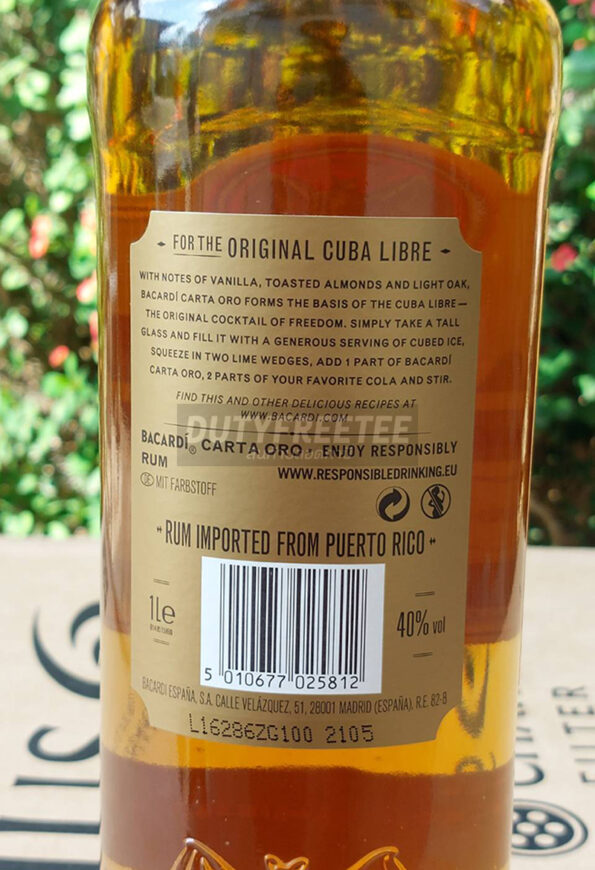 FOR THE ORIGINAL CUBA LIBRE
WITH NOTES OF VANILLA, TOASTED ALMONDS AND LIGHT OAK,
BACARDÍ CARTA ORO FORMS THE BASIS OF THE CUBA LIBRE—
THE ORIGINAL COCKTAIL OF FREEDOM. SIMPLY TAKE A TALL
GLASS AND FILL IT WITH A GENEROUS SERVING OF CUBED ICE,
SQUEEZE IN TWO LIME WEDGES, ADD 1 PART OF BACARDÍ
CARTA ORO, 2 PARTS OF YOUR FAVORITE COLA AND STIR.
FIND THIS AND OTHER DELICIOUS RECIPES AT
WWW.BACARDI.COM
DUTYFREETEE
BACARDÍ® CARTA ORO · ENJOY RESPONSIBLY
RUM
WWW.RESPONSIBLEDRINKING.EU
DE MIT FARBSTOFF
RUM IMPORTED FROM PUERTO RICO
1L e
40% vol
5 010677 025812
BACARDI ESPAÑA, S.A. CALLE VELÁZQUEZ, 51, 28001 MADRID (ESPAÑA). R.E. 82-B
L16286ZG100 2105
FILTER